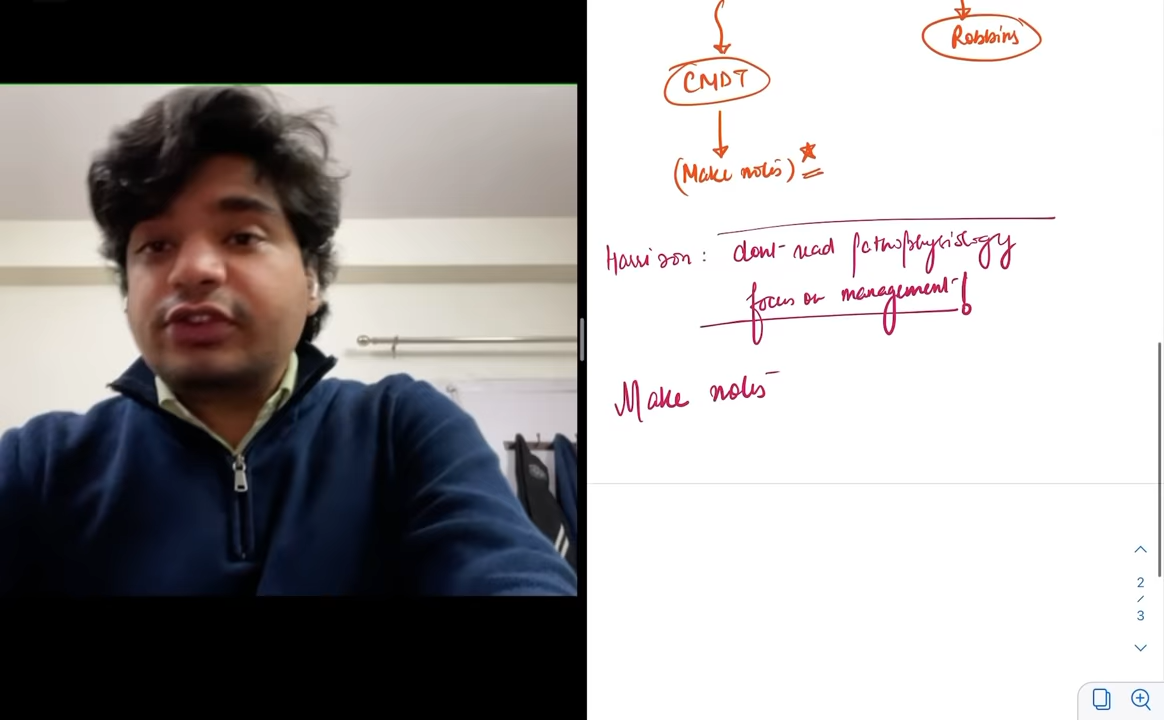 Robbins
CMDT
(Make notes)
Harrison: dont read pathophysiology
focus on management!
Make notes
2
/
3